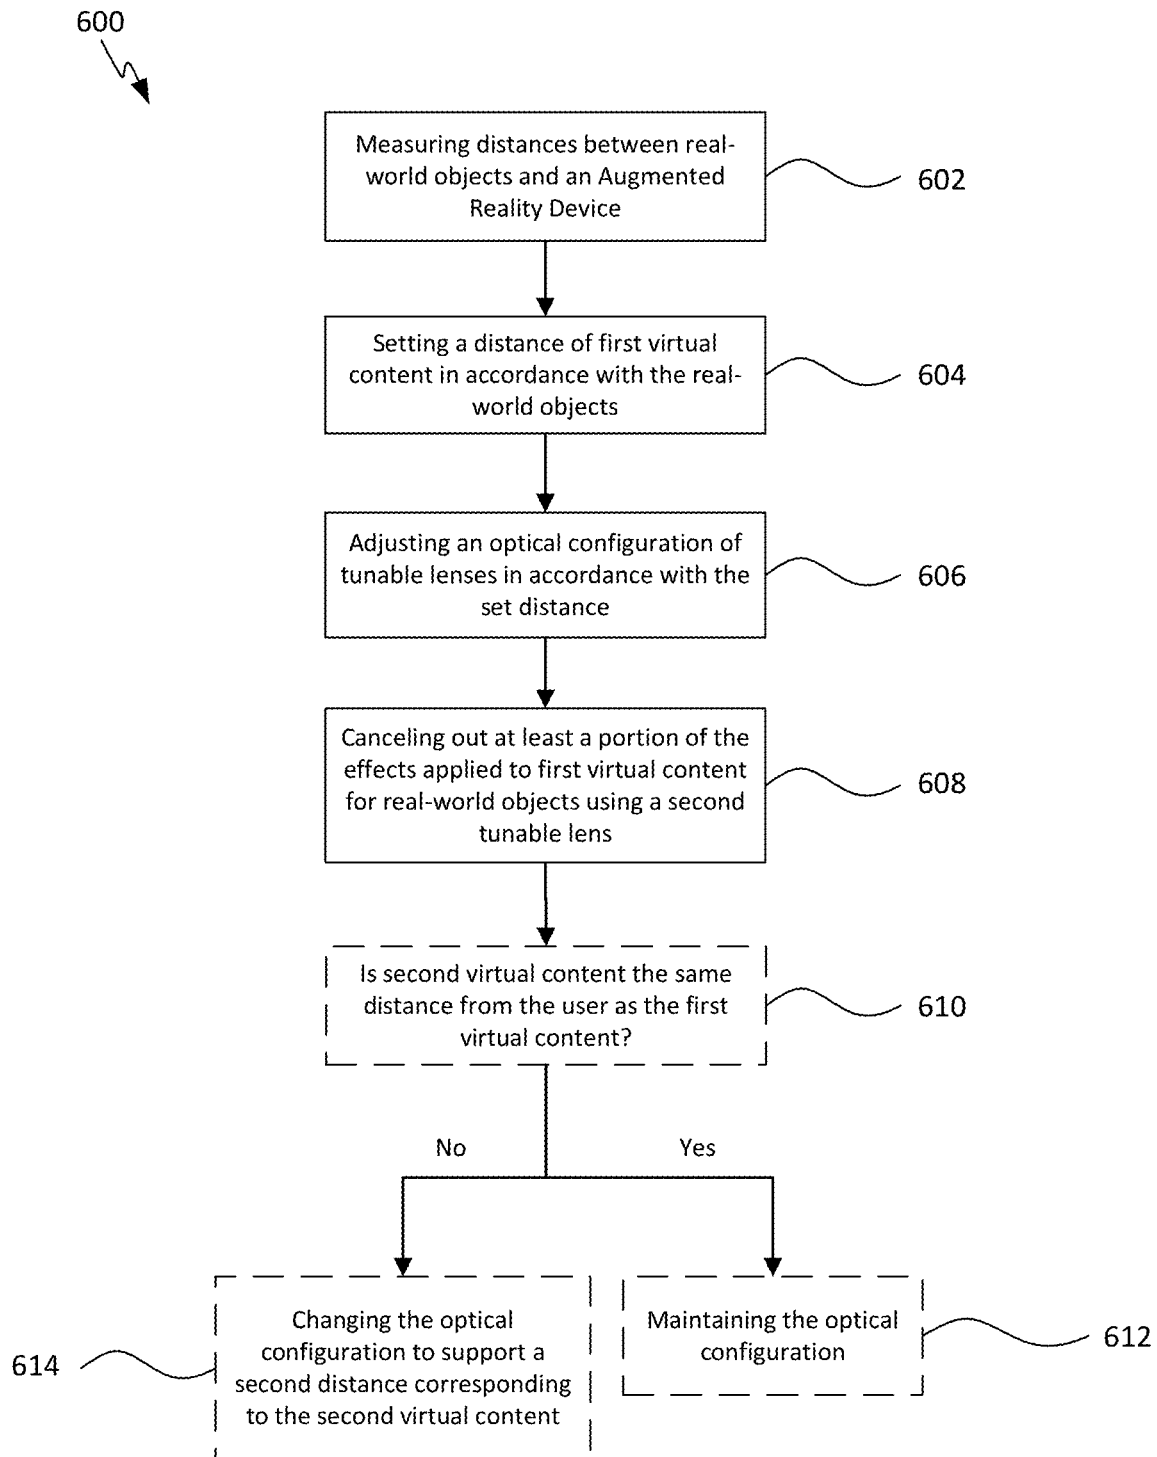 600
Measuring distances between real-
world objects and an Augmented
Reality Device
602
Setting a distance of first virtual
content in accordance with the real-
world objects
604
Adjusting an optical configuration of
tunable lenses in accordance with the
set distance
606
Canceling out at least a portion of the
effects applied to first virtual content
for real-world objects using a second
tunable lens
608
Is second virtual content the same
distance from the user as the first
virtual content?
610
No
Yes
Changing the optical
configuration to support a
second distance corresponding
to the second virtual content
614
Maintaining the optical
configuration
612